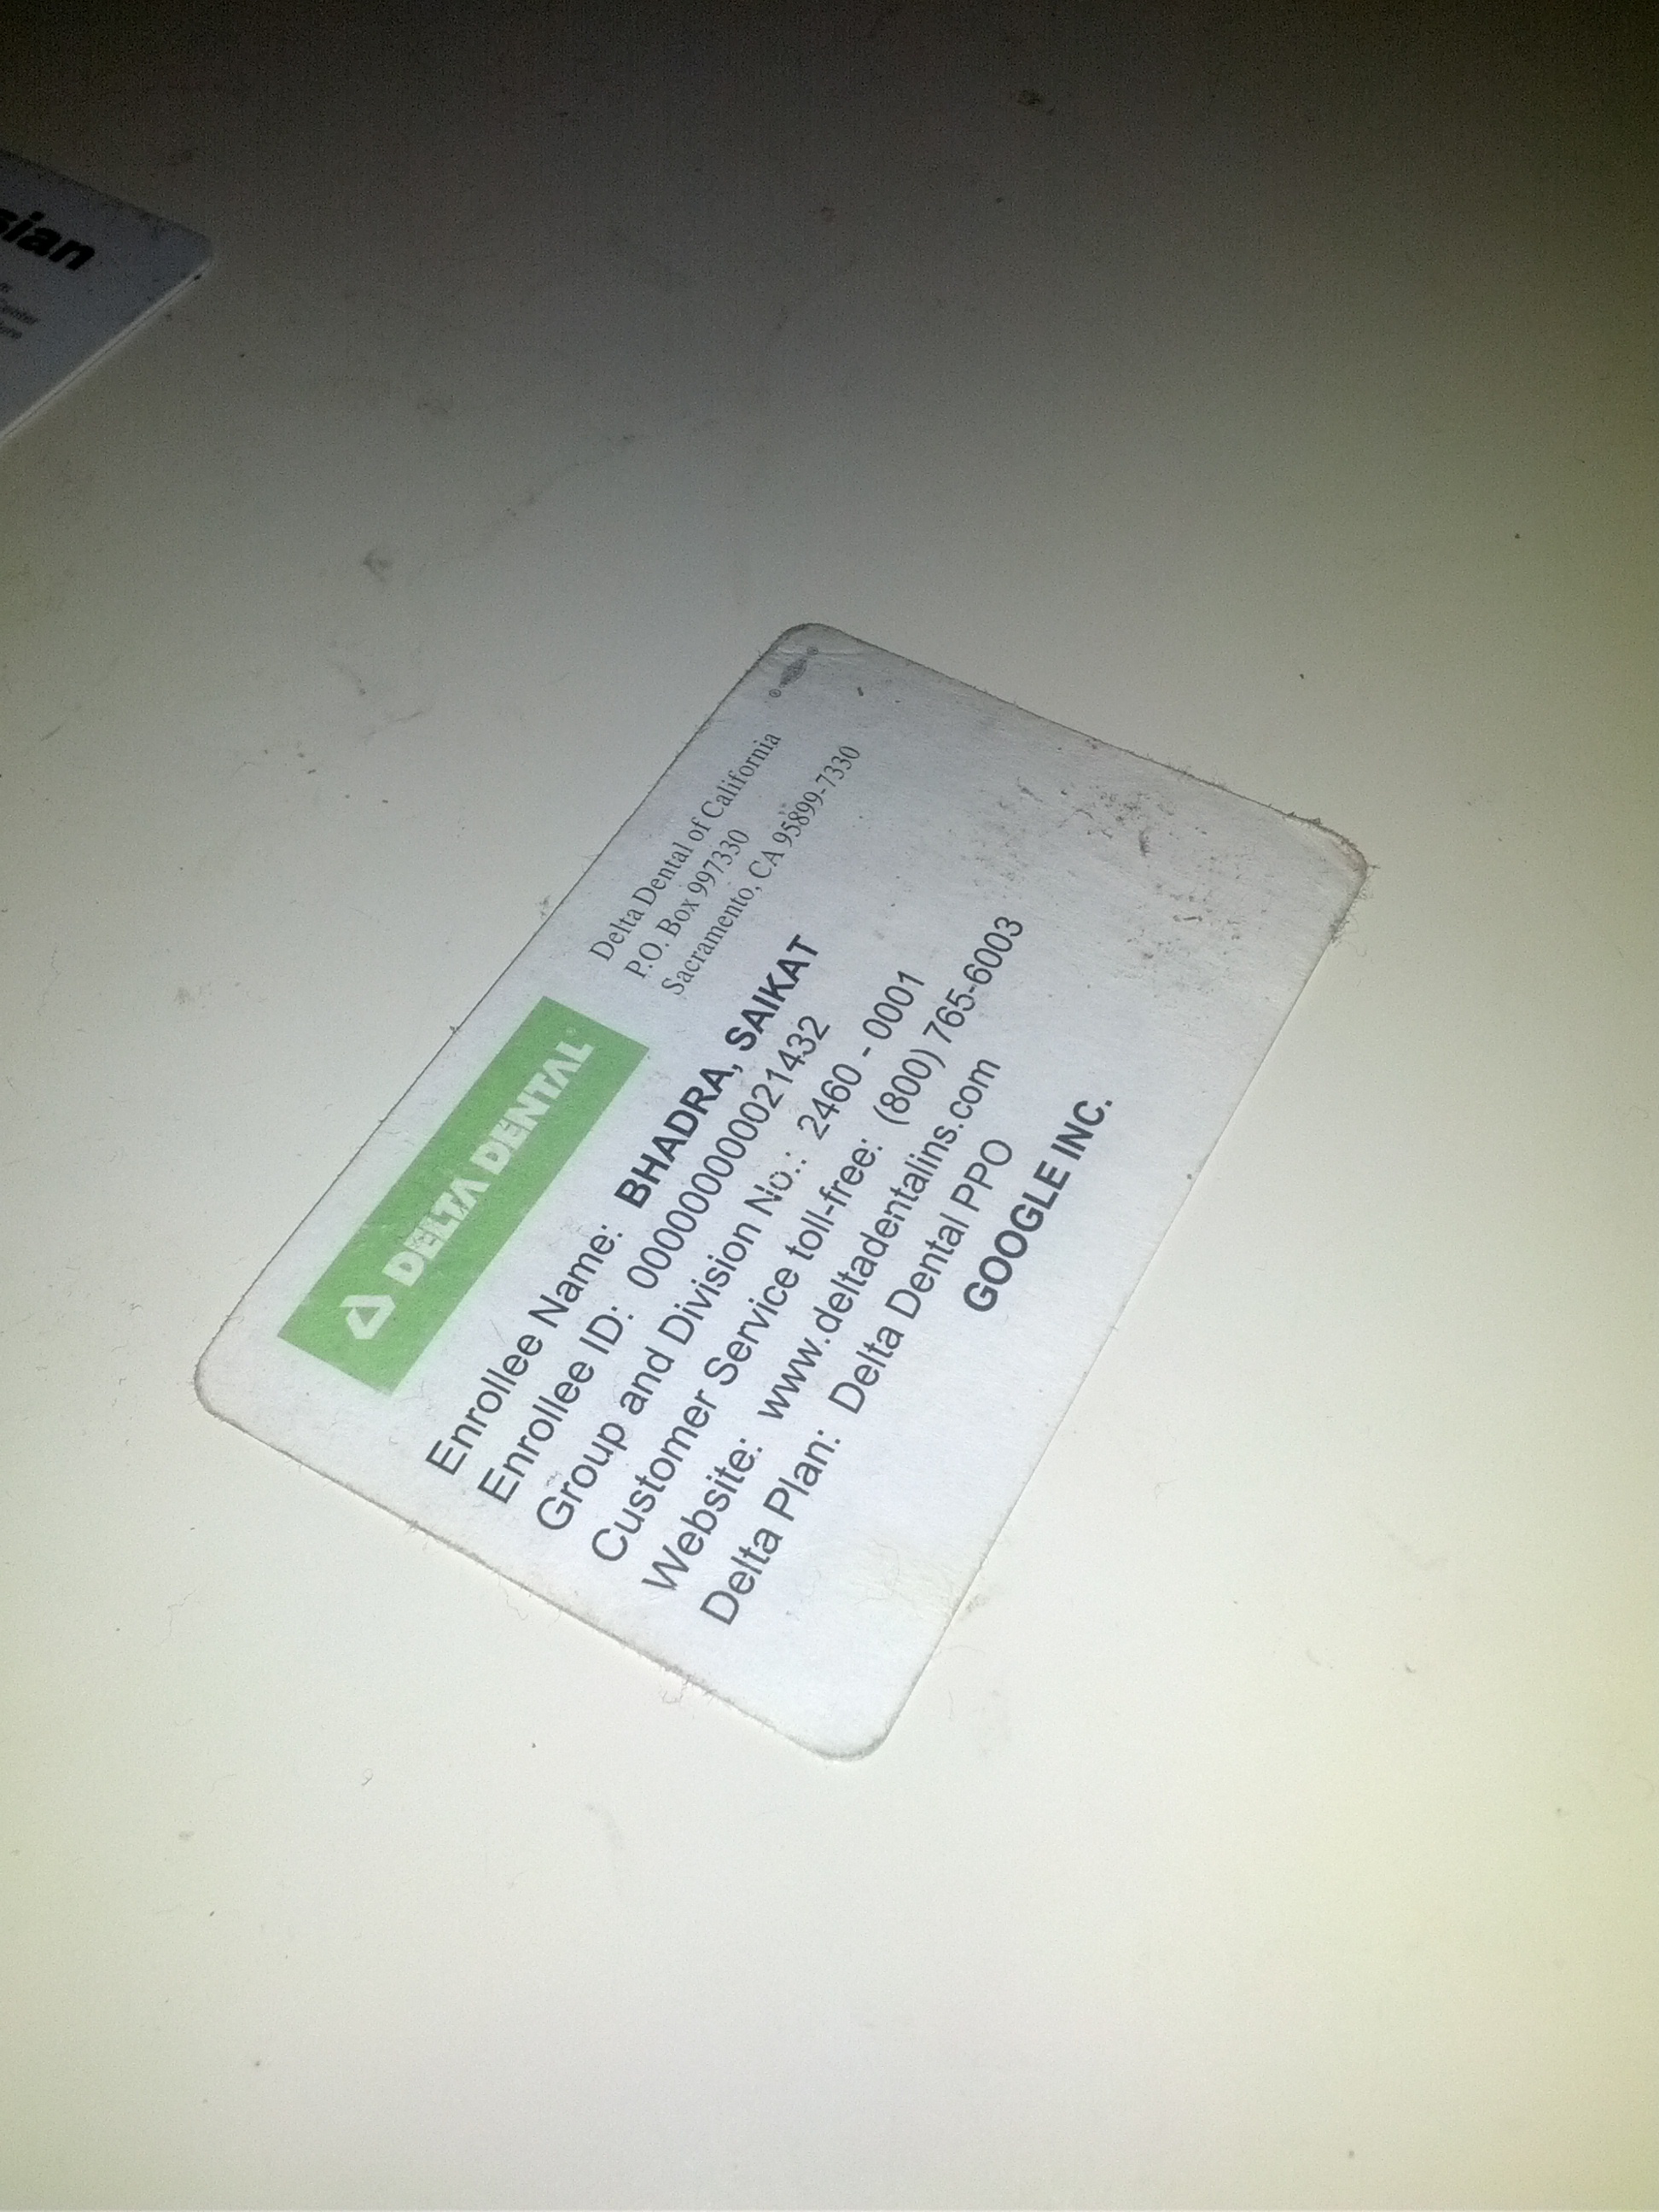 sian
Center
DELTA DENTAL
Delta Dental of California
P.O. Box 997330
Sacramento, CA 95899-7330
Enrollee Name: BHADRA, SAIKAT
Enrollee ID: 000000000000021432
Group and Division No.: 2460 - 0001
Customer Service toll-free: (800) 765-6003
Website: www.deltadentalins.com
Delta Plan: Delta Dental PPO
GOOGLE INC.